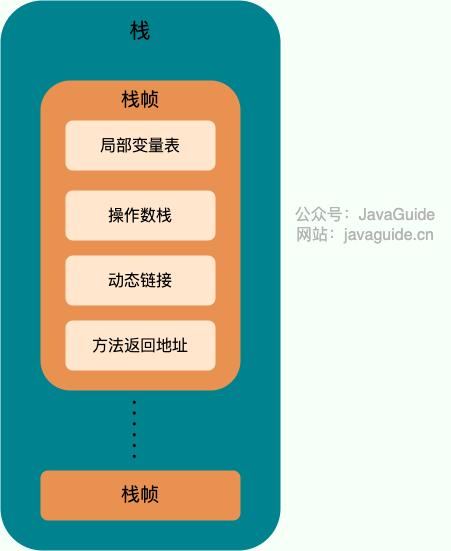 栈
栈帧
局部变量表
操作数栈
动态链接
方法返回地址
栈帧
公众号：JavaGuide
网站：javaguide.cn